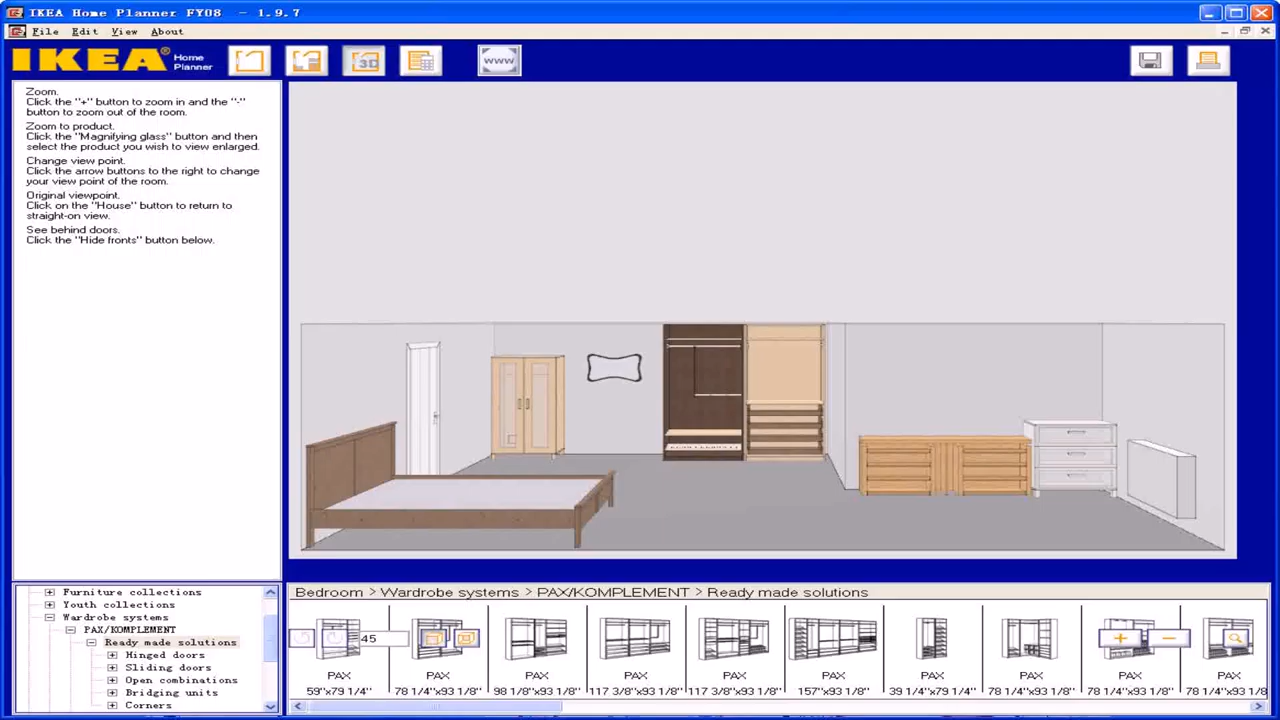 IKEA Home Planner FY08 - 1.9.7
File Edit View About
IKEA® Home Planner
3D
WWW
Zoom.
Click the "+" button to zoom in and the "-"
button to zoom out of the room.
Zoom to product.
Click the "Magnifying glass" button and then
select the product you wish to view enlarged.
Change view point.
Click the arrow buttons to the right to change
your view point of the room.
Original viewpoint.
Click on the "House" button to return to
straight-on view.
See behind doors.
Click the "Hide fronts" button below.
Furniture collections
Youth collections
Wardrobe systems
PAX/KOMPLEMENT
Ready made solutions
Hinged doors
Sliding doors
Open combinations
Bridging units
Corners
Bedroom > Wardrobe systems > PAX/KOMPLEMENT > Ready made solutions
45
PAX PAX PAX PAX PAX PAX PAX PAX PAX PAX
59"x79 1/4" 78 1/4"x93 1/8" 98 1/8"x93 1/8" 117 3/8"x93 1/8" 117 3/8"x93 1/8" 157"x93 1/8" 39 1/4"x79 1/4" 78 1/4"x93 1/8" 78 1/4"x93 1/8" 78 1/4"x93 1/8